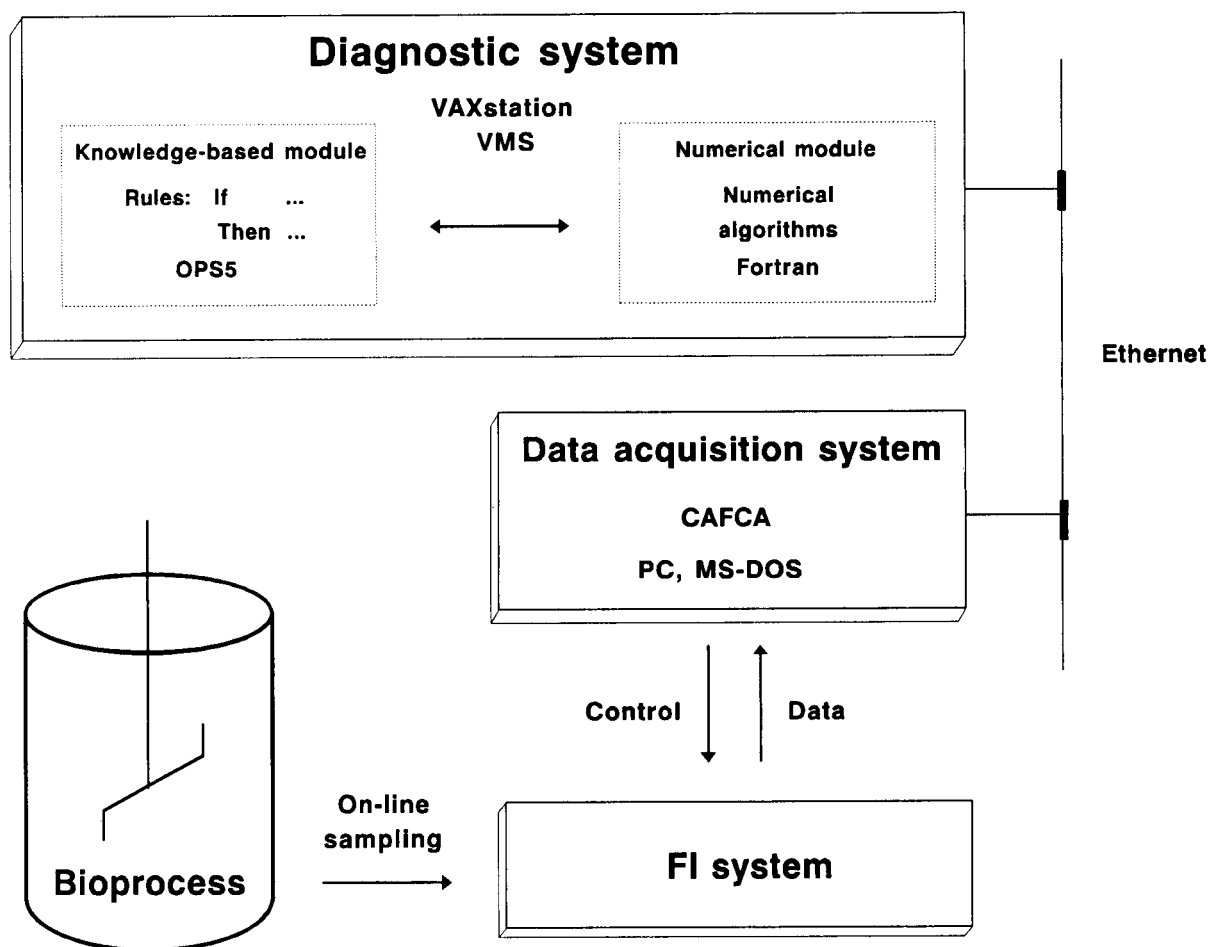 Diagnostic system
VAXstation
VMS
Knowledge-based module
Rules: If ...
Then ...
OPS5
Numerical module
Numerical
algorithms
Fortran
Ethernet
Data acquisition system
CAFCA
PC, MS-DOS
Control
Data
On-line
sampling
Bioprocess
FI system